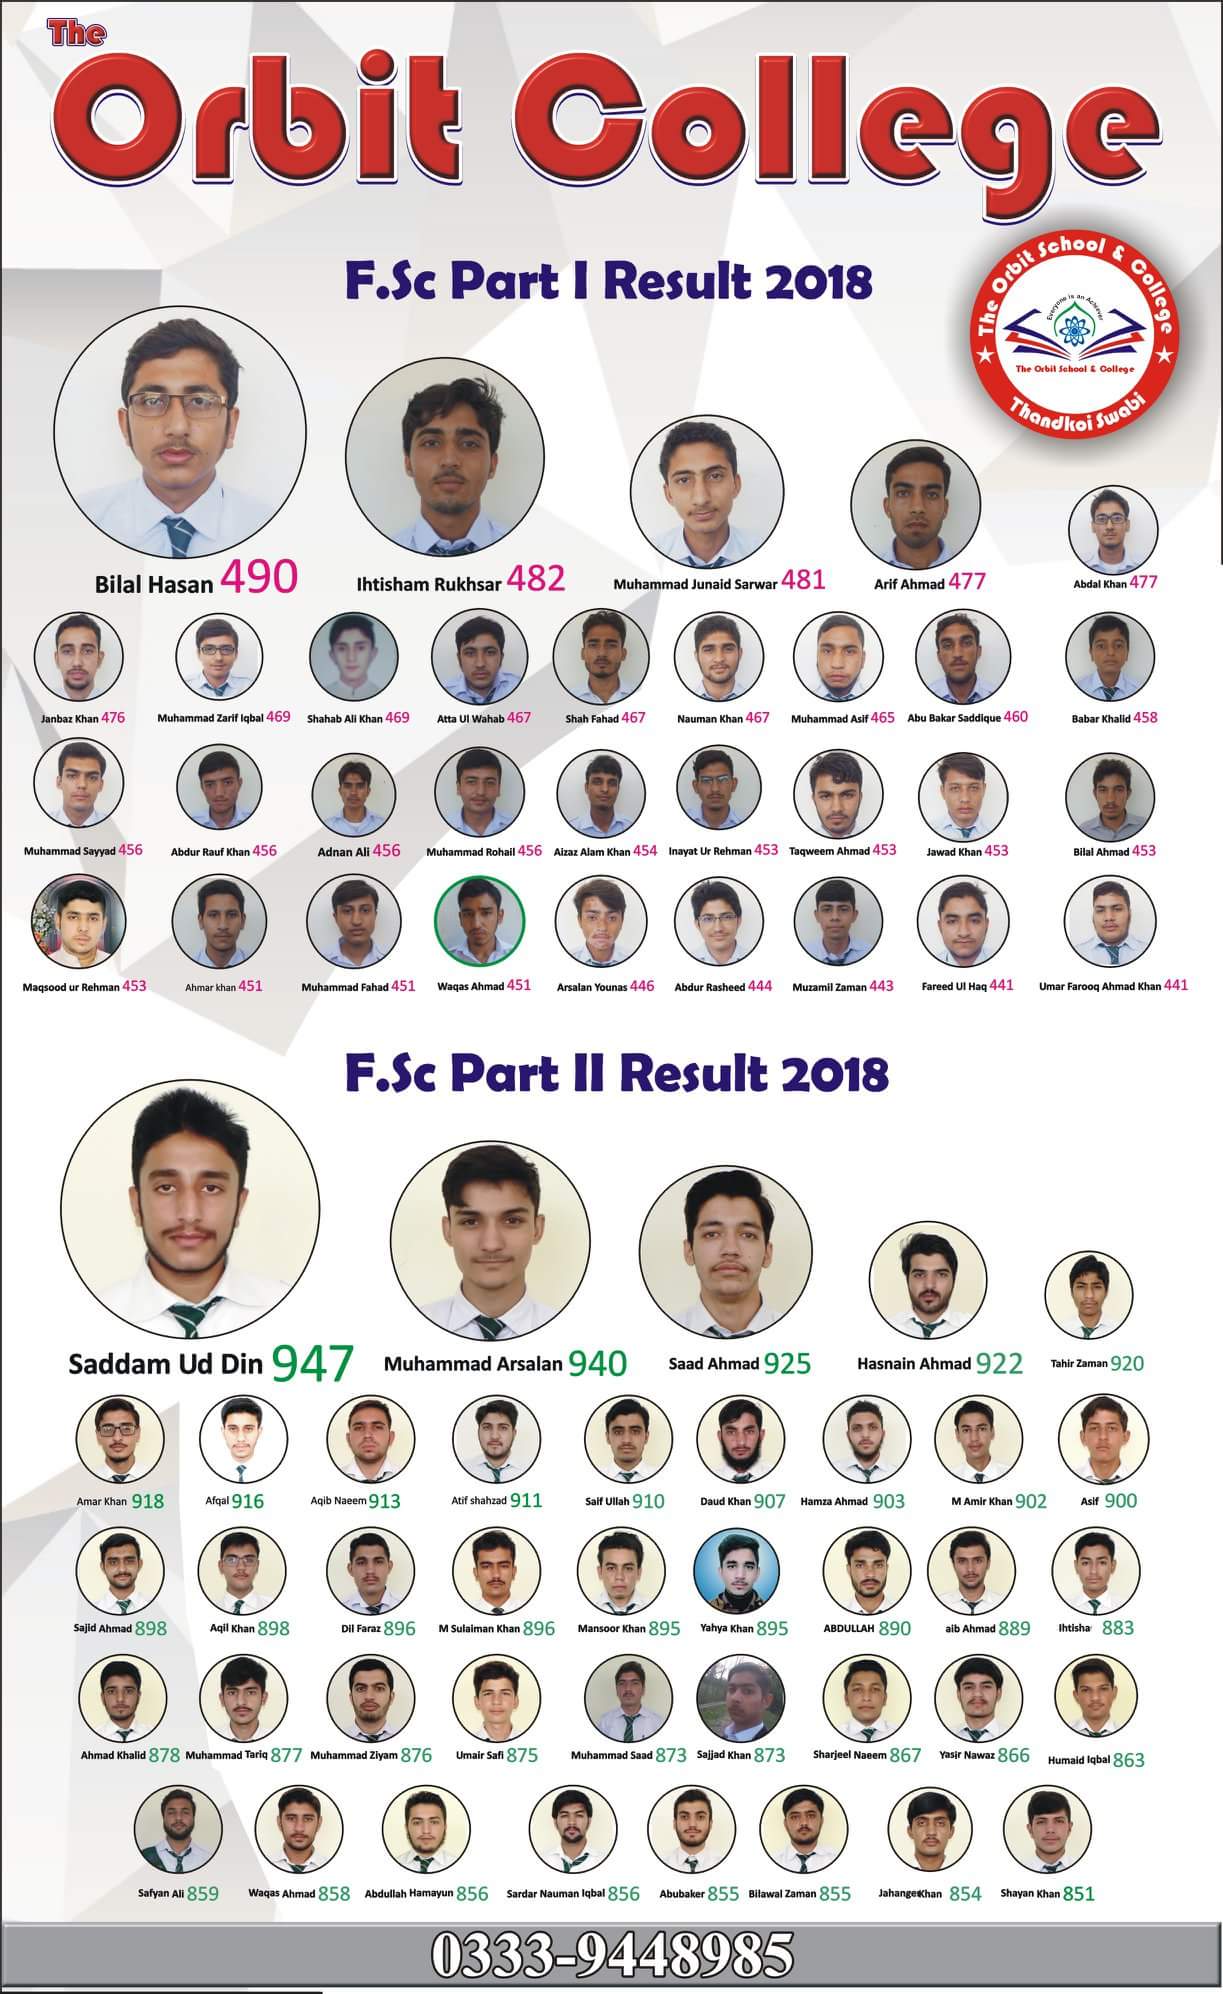 The
Orbit College
F.Sc Part I Result 2018
The Orbit School & College
Everyone is an Achiever
The Orbit School & College
Thandkoi Swabi
Bilal Hasan 490
Ihtisham Rukhsar 482
Muhammad Junaid Sarwar 481
Arif Ahmad 477
Abdal Khan 477
Janbaz Khan 476
Muhammad Zarif Iqbal 469
Shahab Ali Khan 469
Atta Ul Wahab 467
Shah Fahad 467
Nauman Khan 467
Muhammad Asif 465
Abu Bakar Saddique 460
Babar Khalid 458
Muhammad Sayyad 456
Abdur Rauf Khan 456
Adnan Ali 456
Muhammad Rohail 456
Aizaz Alam Khan 454
Inayat Ur Rehman 453
Taqweem Ahmad 453
Jawad Khan 453
Bilal Ahmad 453
Maqsood ur Rehman 453
Ahmar khan 451
Muhammad Fahad 451
Waqas Ahmad 451
Arsalan Younas 446
Abdur Rasheed 444
Muzamil Zaman 443
Fareed Ul Haq 441
Umar Farooq Ahmad Khan 441
F.Sc Part II Result 2018
Saddam Ud Din 947
Muhammad Arsalan 940
Saad Ahmad 925
Hasnain Ahmad 922
Tahir Zaman 920
Amar Khan 918
Afqal 916
Aqib Naeem 913
Atif shahzad 911
Saif Ullah 910
Daud Khan 907
Hamza Ahmad 903
M Amir Khan 902
Asif 900
Sajid Ahmad 898
Aqil Khan 898
Dil Faraz 896
M Sulaiman Khan 896
Mansoor Khan 895
Yahya Khan 895
ABDULLAH 890
aib Ahmad 889
Ihtisha 883
Ahmad Khalid 878
Muhammad Tariq 877
Muhammad Ziyam 876
Umair Safi 875
Muhammad Saad 873
Sajjad Khan 873
Sharjeel Naeem 867
Yasir Nawaz 866
Humaid Iqbal 863
Safyan Ali 859
Waqas Ahmad 858
Abdullah Hamayun 856
Sardar Nauman Iqbal 856
Abubaker 855
Bilawal Zaman 855
Jahanger Khan 854
Shayan Khan 851
0333-9448985